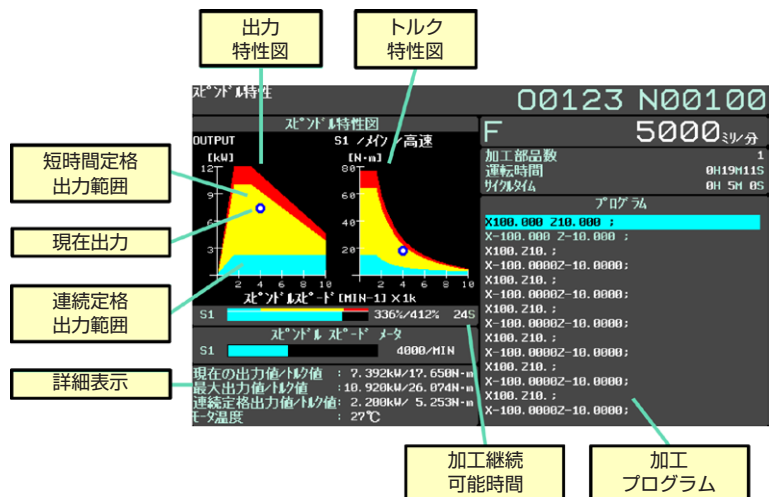 出力
特性図
トルク
特性図
スピンドル特性
O0123 N00100
スピンドル特性図
OUTPUT S1 /メイン /高速
[kW] [N・m]
12
9
6
3
80
60
40
20
2 4 6 8 10
2 4 6 8 10
スピンドルスピード[MIN-1]×1k
S1 336%/412% 24S
スピンドル スピード メータ
S1 4000/MIN
現在の出力値/トルク値 : 7.392kW/17.650N・m
最大出力値/トルク値 :10.920kW/26.074N・m
連続定格出力値/トルク値: 2.200kW/ 5.253N・m
モータ温度 : 27℃
F 5000ミリ/分
加工部品数 1
運転時間 0H19M11S
サイクルタイム 0H 5M 0S
プログラム
X100.000 Z10.000 ;
X-100.000 Z-10.000 ;
X100.Z10.;
X-100.0000Z-10.0000;
X100.Z10.;
X-100.0000Z-10.0000;
X100.Z10.;
X-100.0000Z-10.0000;
X100.Z10.;
X-100.0000Z-10.0000;
X100.Z10.;
X-100.0000Z-10.0000;
X100.Z10.;
X-100.0000Z-10.0000;
短時間定格
出力範囲
現在出力
連続定格
出力範囲
詳細表示
加工継続
可能時間
加工
プログラム